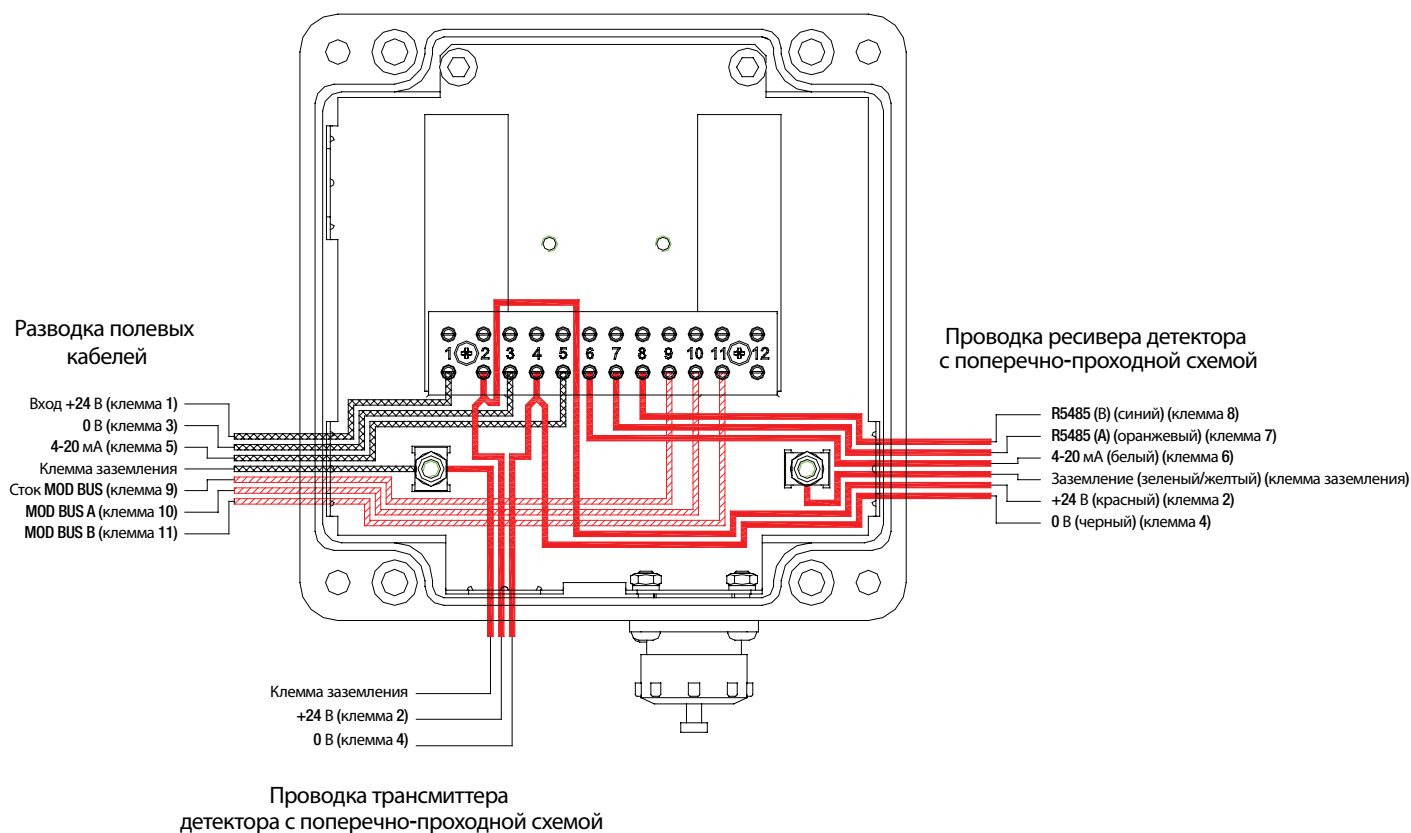 Разводка полевых
кабелей
Вход +24 В (клемма 1)
0 В (клемма 3)
4-20 мА (клемма 5)
Клемма заземления
Сток MOD BUS (клемма 9)
MOD BUS A (клемма 10)
MOD BUS B (клемма 11)
1 2 3 4 5 6 7 8 9 10 11 12
Проводка ресивера детектора
с поперечно-проходной схемой
R5485 (B) (синий) (клемма 8)
R5485 (A) (оранжевый) (клемма 7)
4-20 мА (белый) (клемма 6)
Заземление (зеленый/желтый) (клемма заземления)
+24 В (красный) (клемма 2)
0 В (черный) (клемма 4)
Клемма заземления
+24 В (клемма 2)
0 В (клемма 4)
Проводка трансмиттера
детектора с поперечно-проходной схемой